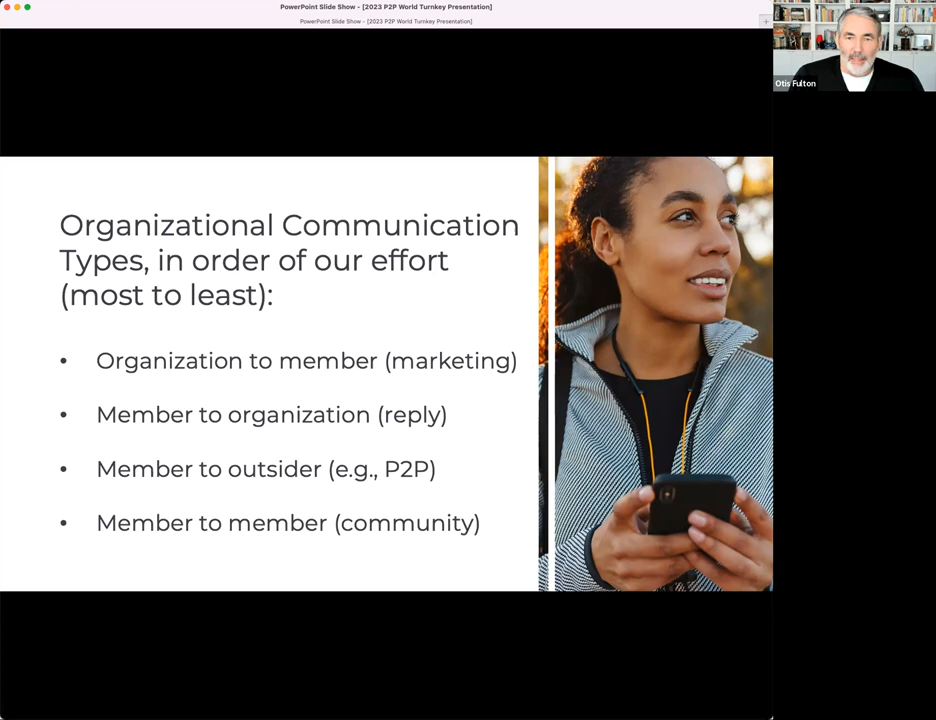 PowerPoint Slide Show - [2023 P2P World Turnkey Presentation]
PowerPoint Slide Show - [2023 P2P World Turnkey Presentation]
Otis Fulton
Organizational Communication
Types, in order of our effort
(most to least):
• Organization to member (marketing)
• Member to organization (reply)
• Member to outsider (e.g., P2P)
• Member to member (community)